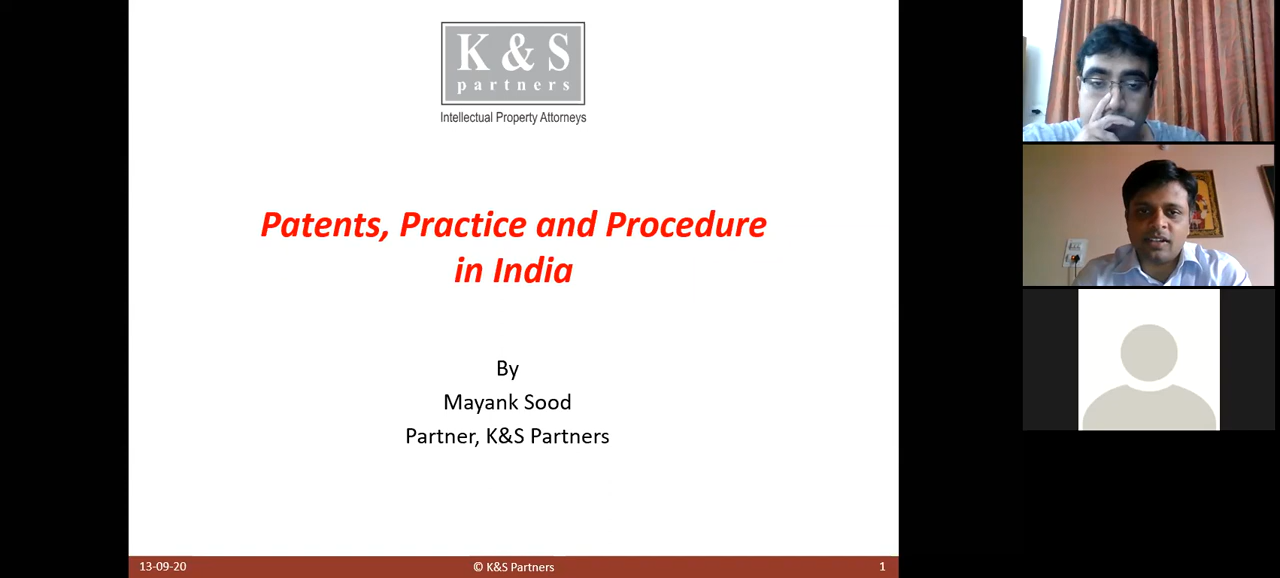 K & S
partners
Intellectual Property Attorneys
Patents, Practice and Procedure
in India
By
Mayank Sood
Partner, K&S Partners
13-09-20
© K&S Partners
1